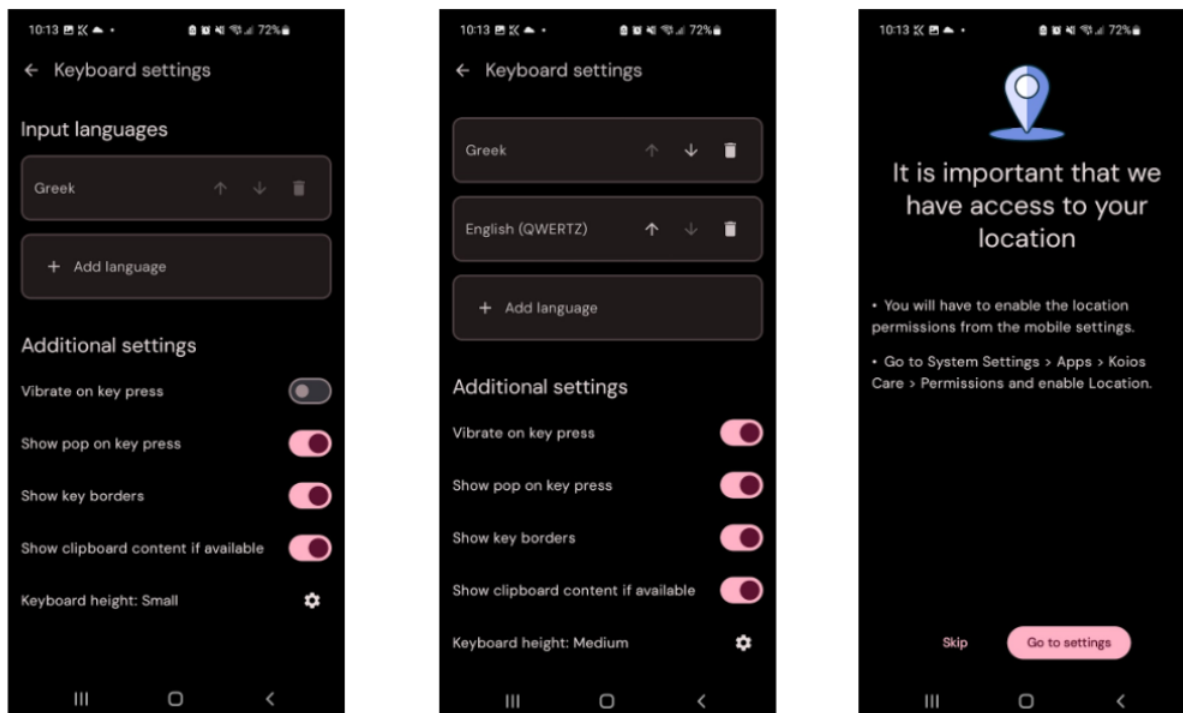 10:13
72%
Keyboard settings
Input languages
Greek
+ Add language
Additional settings
Vibrate on key press
Show pop on key press
Show key borders
Show clipboard content if available
Keyboard height: Small
10:13
72%
Keyboard settings
Greek
English (QWERTZ)
+ Add language
Additional settings
Vibrate on key press
Show pop on key press
Show key borders
Show clipboard content if available
Keyboard height: Medium
10:13
72%
It is important that we
have access to your
location
• You will have to enable the location
permissions from the mobile settings.
• Go to System Settings > Apps > Koios
Care > Permissions and enable Location.
Skip
Go to settings